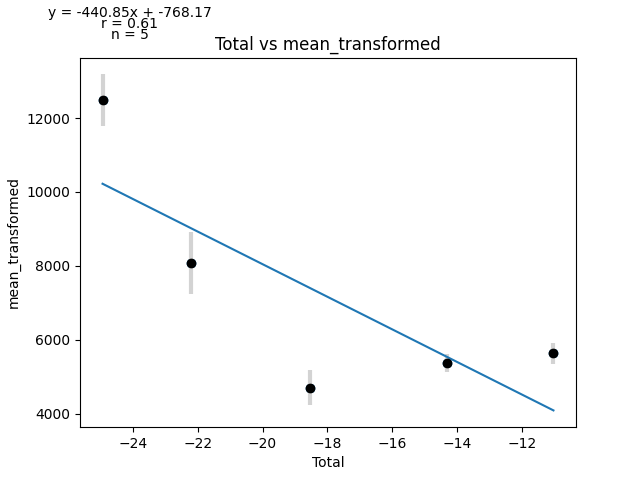 y = -440.85x + -768.17
r = 0.61
n = 5
Total vs mean_transformed
mean_transformed
12000
10000
8000
6000
4000
−24
−22
−20
−18
−16
−14
−12
Total